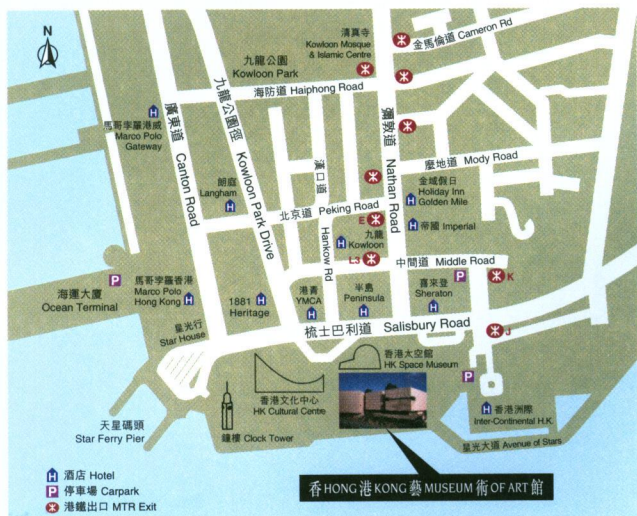 N
清真寺
Kowloon Mosque
& Islamic Centre
金馬倫道 Cameron Rd
九龍公園
Kowloon Park
海防道 Haiphong Road
馬哥孛羅港威
Marco Polo
Gateway
廣東道 Canton Road
九龍公園徑 Kowloon Park Drive
漢口道
Hankow Rd
彌敦道 Nathan Road
麼地道 Mody Road
朗庭
Langham
金域假日
Holiday Inn
Golden Mile
北京道 Peking Road
E
帝國 Imperial
九龍
Kowloon
L3
中間道 Middle Road
K
海運大廈
Ocean Terminal
馬哥孛羅香港
Marco Polo
Hong Kong
1881
Heritage
港青
YMCA
半島
Peninsula
喜來登
Sheraton
星光行
Star House
梳士巴利道 Salisbury Road
J
香港太空館
HK Space Museum
香港文化中心
HK Cultural Centre
香港洲際
Inter-Continental H.K.
天星碼頭
Star Ferry Pier
鐘樓 Clock Tower
星光大道 Avenue of Stars
H 酒店 Hotel
P 停車場 Carpark
港鐵出口 MTR Exit
香HONG港KONG藝MUSEUM術OF ART館